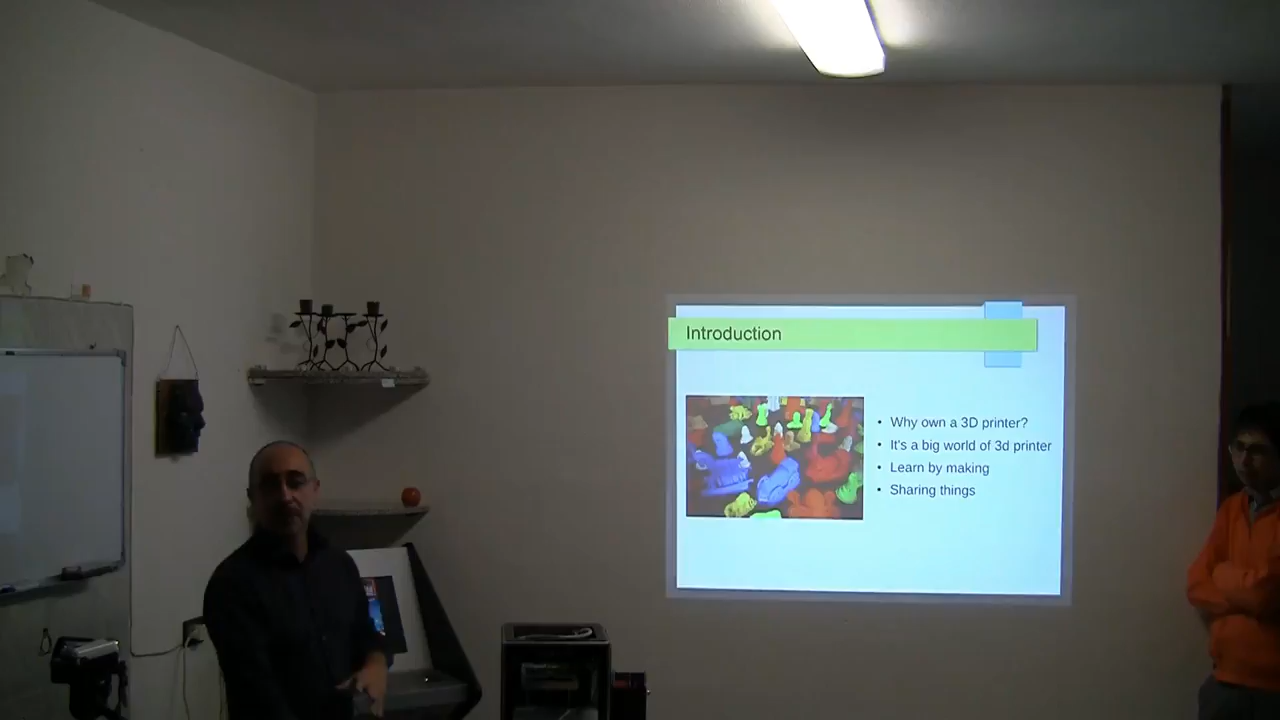 Introduction
Why own a 3D printer?
It's a big world of 3d printer
Learn by making
Sharing things